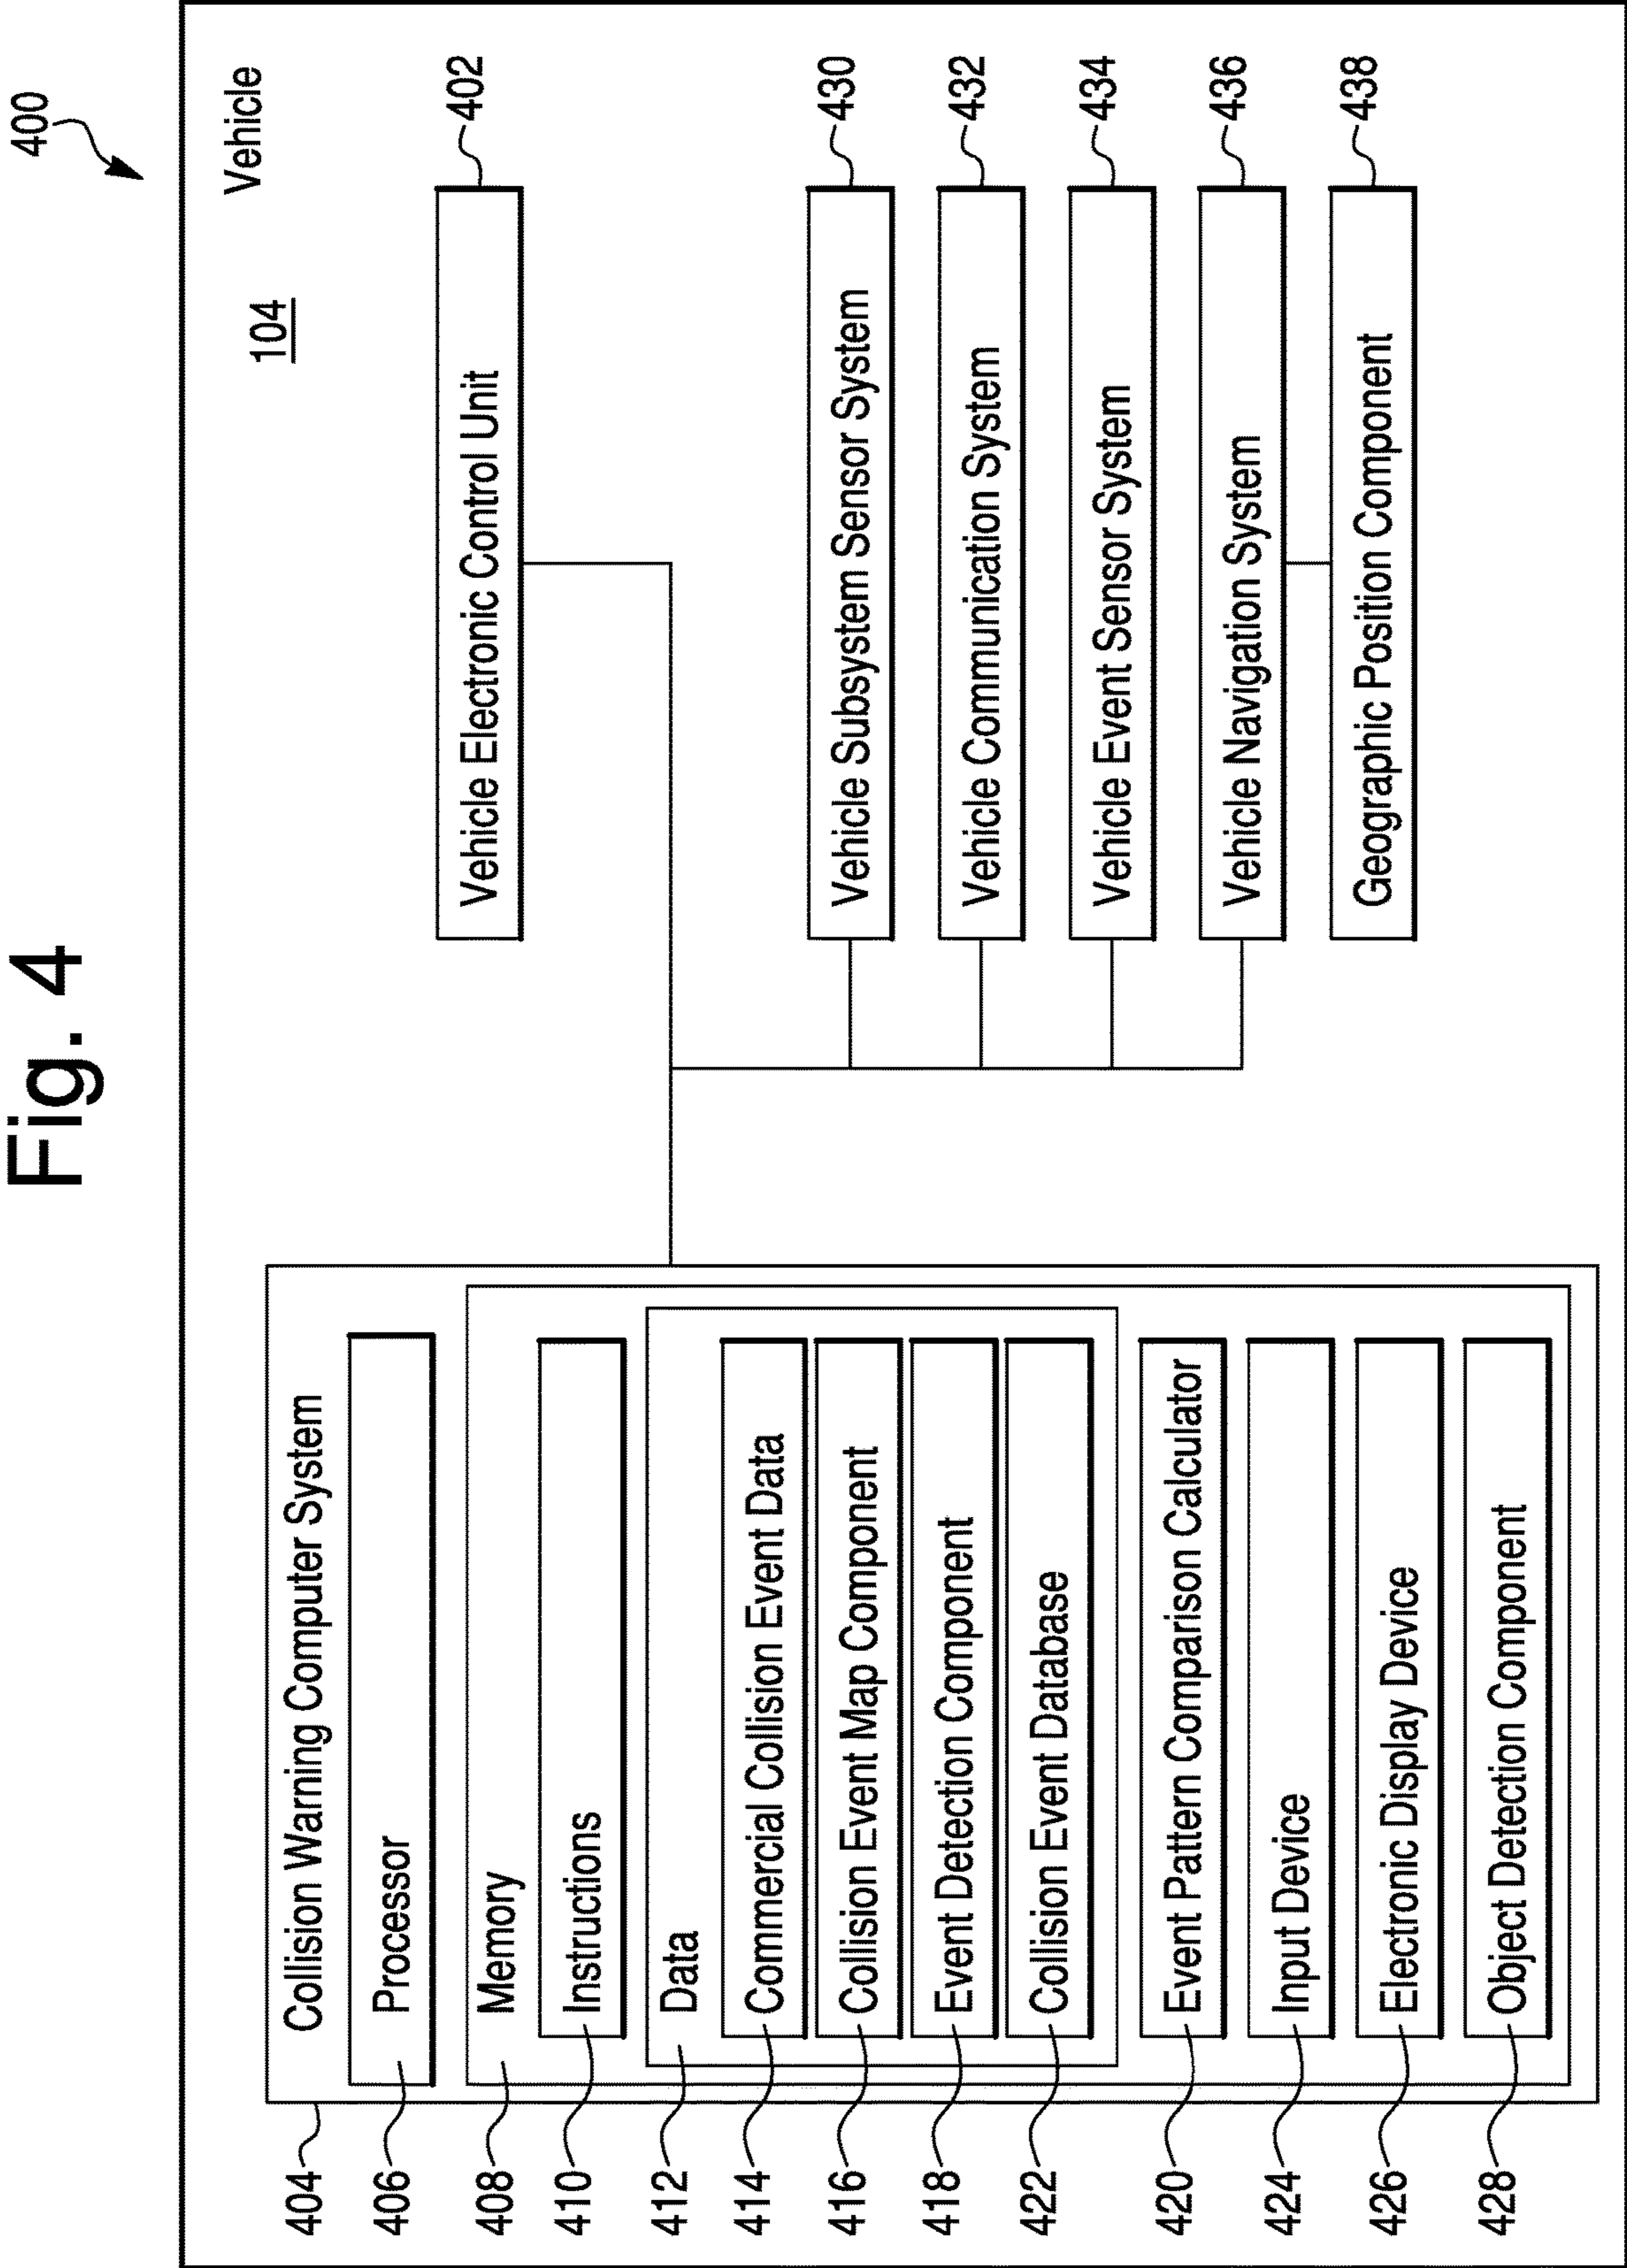 Fig. 4
400
Vehicle
104
404
Collision Warning Computer System
406
Processor
408
Memory
410
Instructions
412
Data
414
Commercial Collision Event Data
416
Collision Event Map Component
418
Event Detection Component
422
Collision Event Database
420
Event Pattern Comparison Calculator
424
Input Device
426
Electronic Display Device
428
Object Detection Component
Vehicle Electronic Control Unit
402
Vehicle Subsystem Sensor System
430
Vehicle Communication System
432
Vehicle Event Sensor System
434
Vehicle Navigation System
436
Geographic Position Component
438